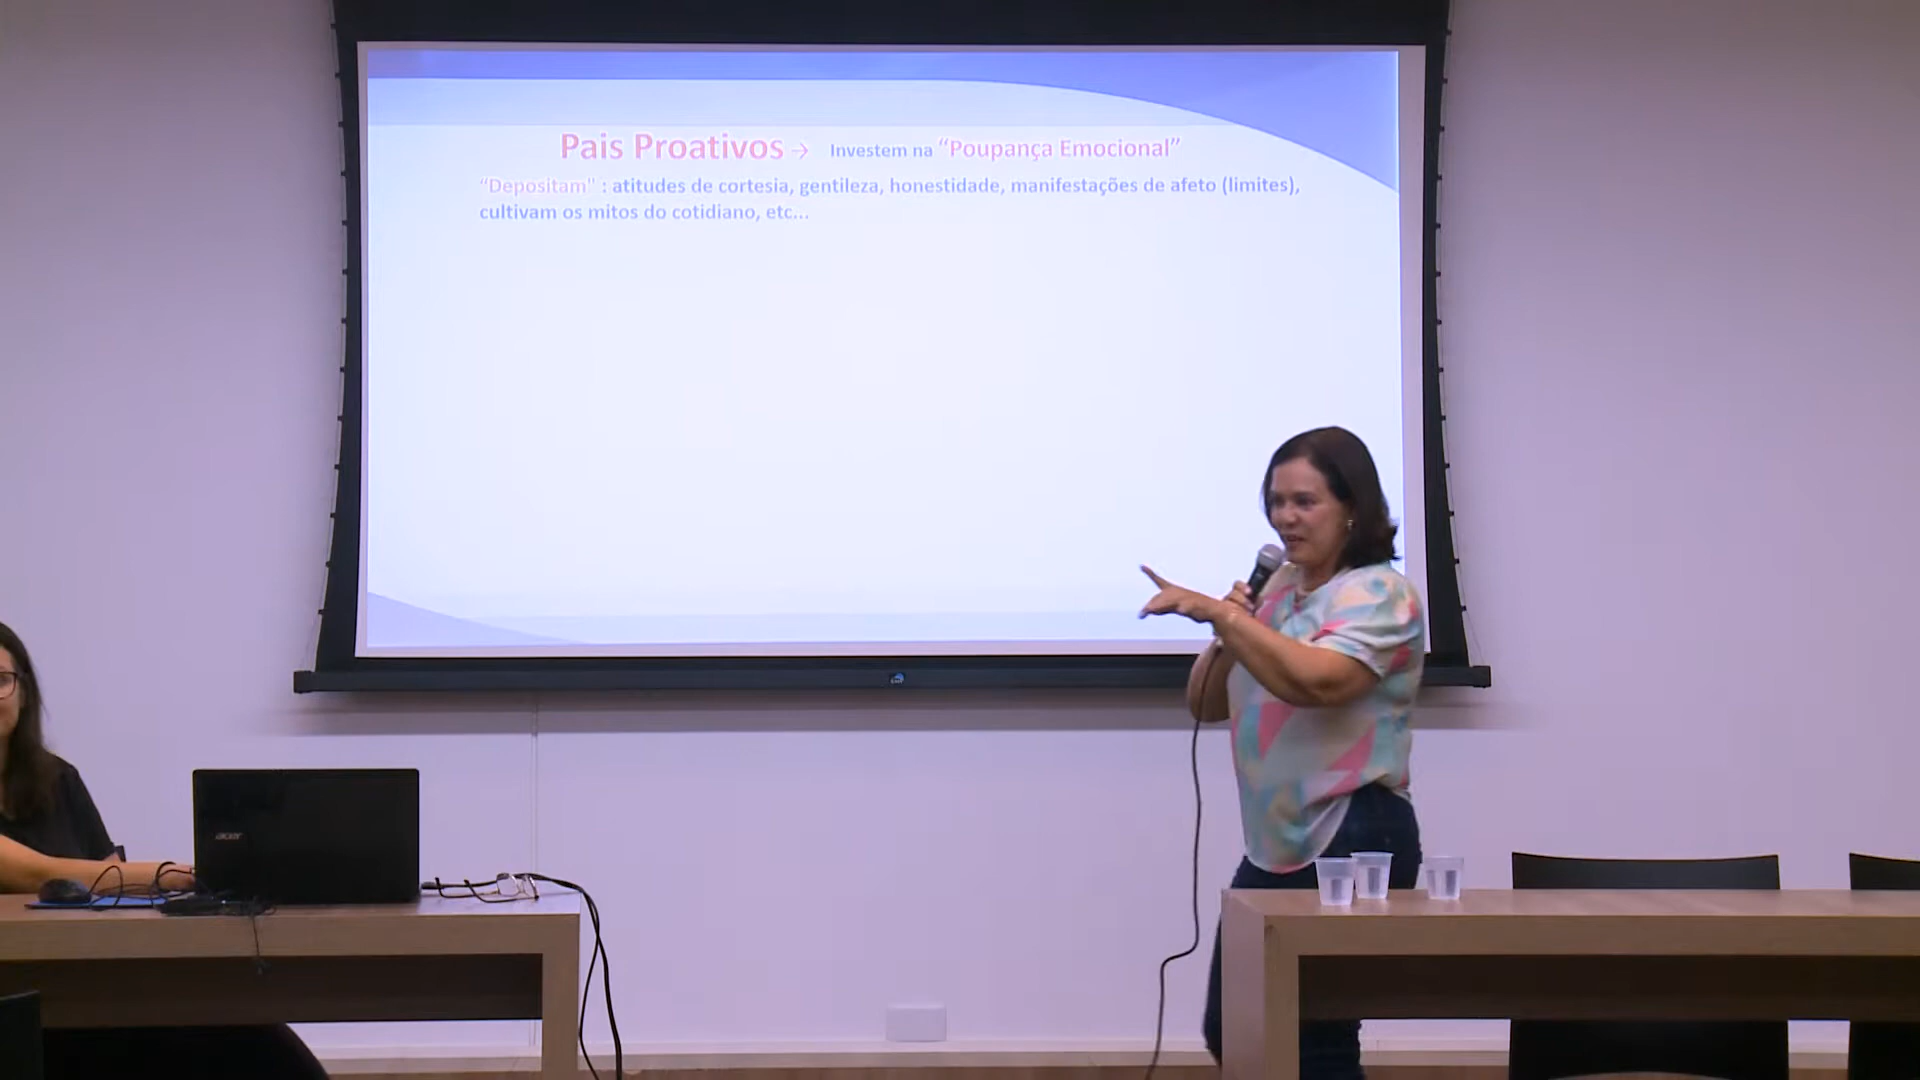 Pais Proativos → Investem na “Poupança Emocional”
“Depositam" : atitudes de cortesia, gentileza, honestidade, manifestações de afeto (limites),
cultivam os mitos do cotidiano, etc...
acer